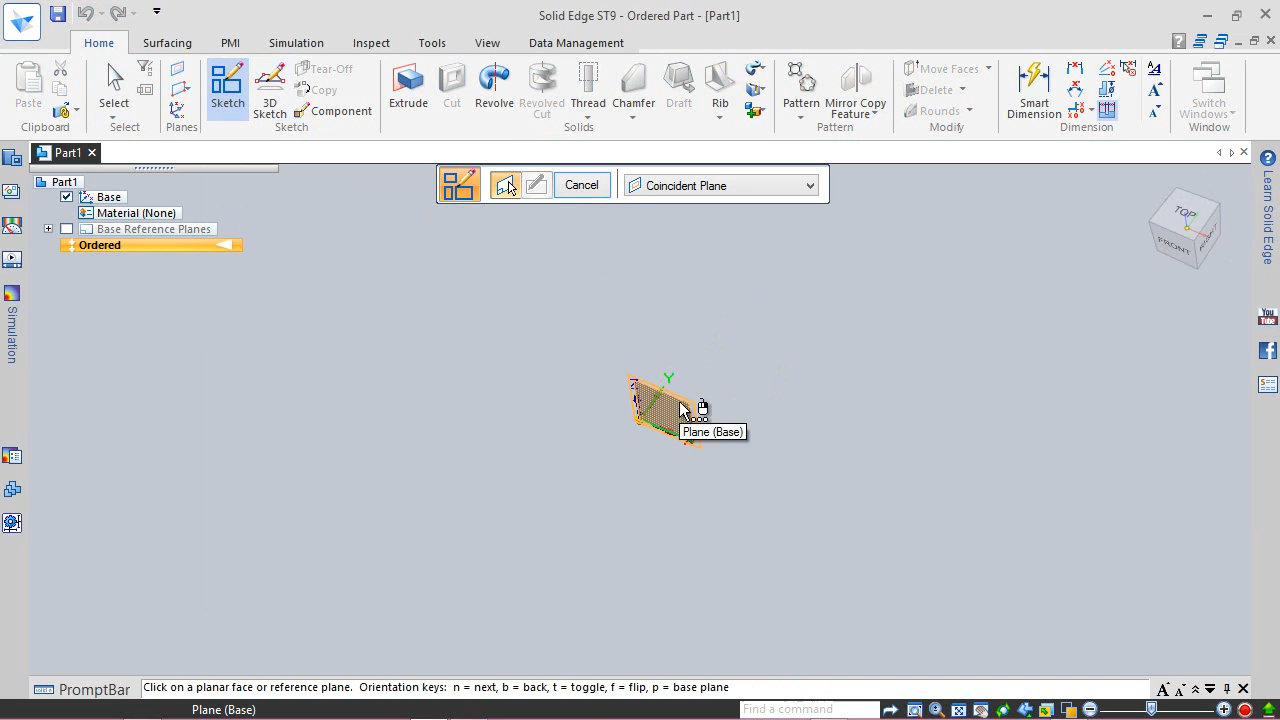 Solid Edge ST9 - Ordered Part - [Part1]
Home Surfacing PMI Simulation Inspect Tools View Data Management
Paste
Clipboard
Select
Select
Planes
Sketch
3D Sketch
Tear-Off
Copy
Component
Sketch
Extrude
Cut
Revolve
Revolved Cut
Thread
Chamfer
Draft
Rib
Solids
Pattern
Mirror Copy Feature
Pattern
Move Faces
Delete
Rounds
Modify
Smart Dimension
Dimension
Switch Windows
Window
Part1
Part1
Base
Material (None)
Base Reference Planes
Ordered
Cancel
Coincident Plane
TOP
FRONT
RIGHT
Learn Solid Edge
You Tube
Simulation
Z
Y
Plane (Base)
PromptBar
Click on a planar face or reference plane. Orientation keys: n = next, b = back, t = toggle, f = flip, p = base plane
Plane (Base)
Find a command